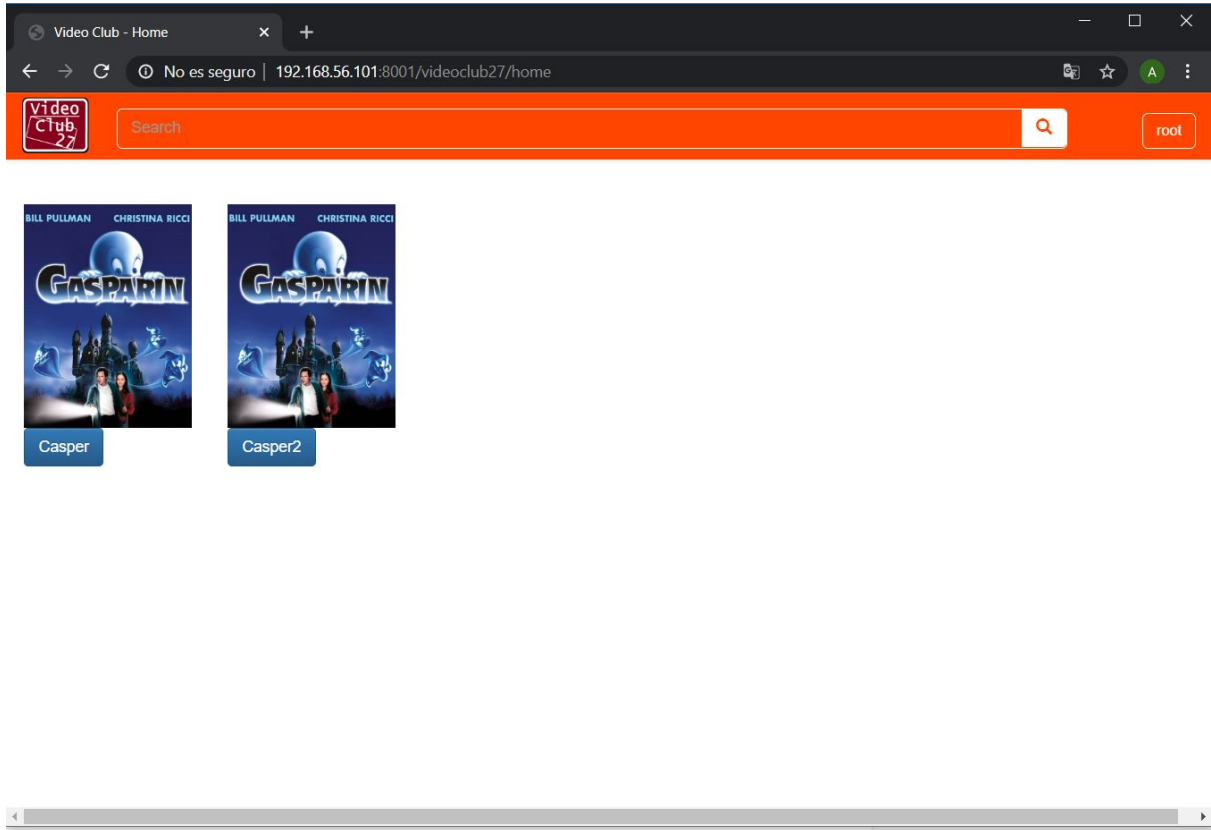 Video Club - Home
No es seguro | 192.168.56.101:8001/videoclub27/home
A
Video
Club
27
Search
root
BILL PULLMAN CHRISTINA RICCI
GASPARIN
Casper
BILL PULLMAN CHRISTINA RICCI
GASPARIN
Casper2